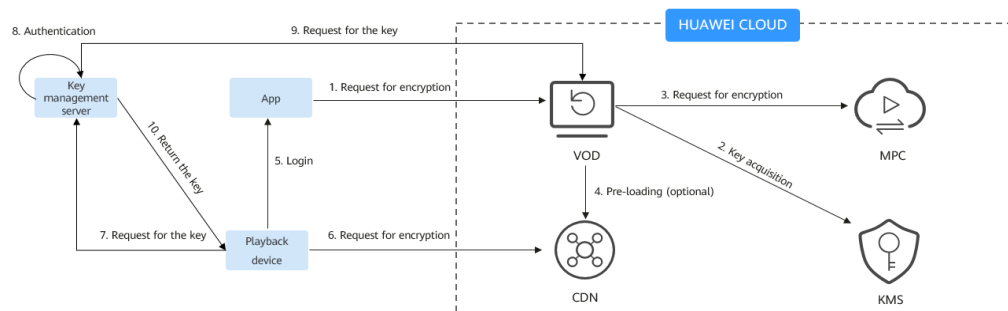 8. Authentication
9. Request for the key
HUAWEI CLOUD
Key
management
server
App
1. Request for encryption
3. Request for encryption
VOD
MPC
10. Return the key
5. Login
2. Key acquisition
4. Pre-loading (optional)
7. Request for the key
Playback
device
6. Request for encryption
CDN
KMS